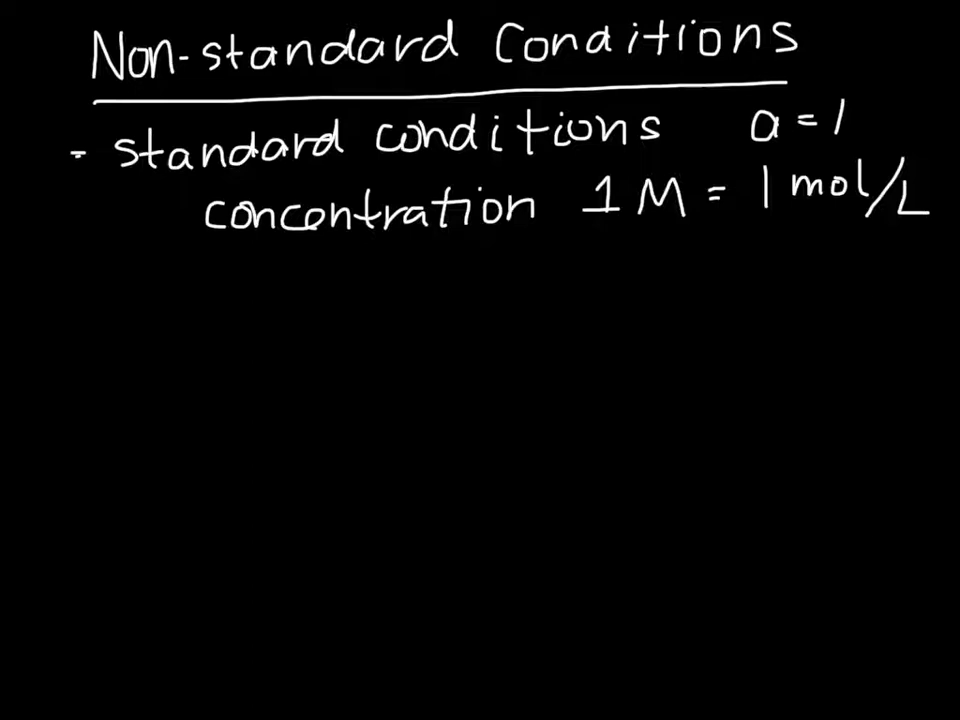 Non-standard Conditions
- standard conditions a = 1
concentration 1 M = 1 mol/L